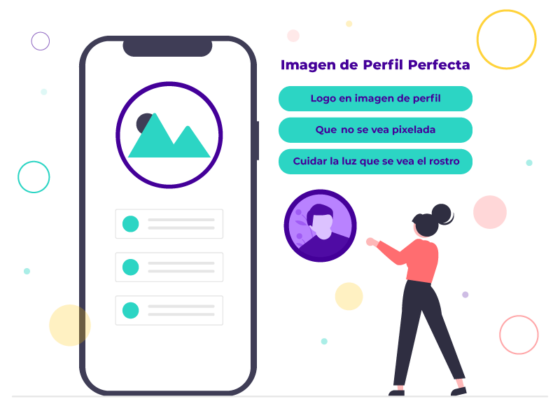 Imagen de Perfil Perfecta
Logo en imagen de perfil
Que no se vea pixelada
Cuidar la luz que se vea el rostro